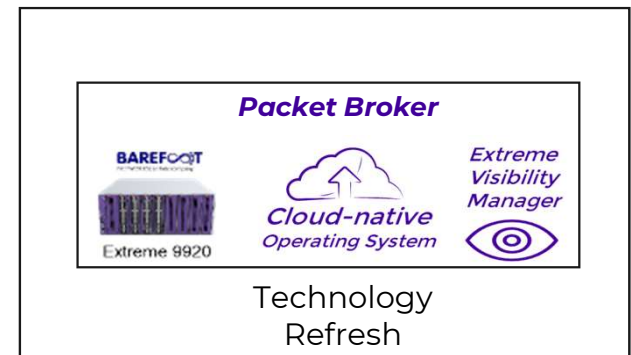 Packet Broker
BAREFOOT
Extreme 9920
Cloud-native
Operating System
Extreme
Visibility
Manager
Technology
Refresh